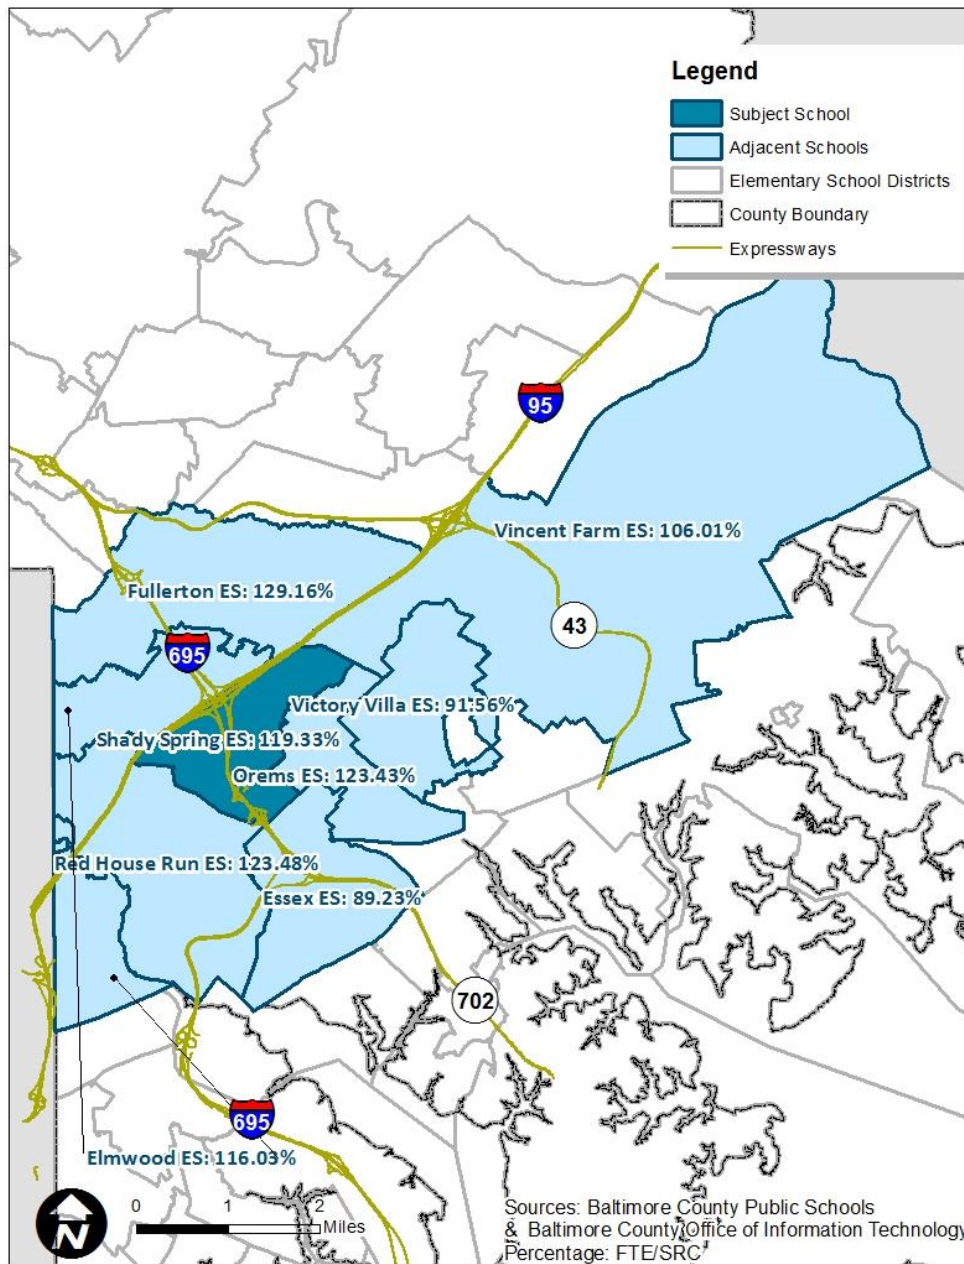 Legend
Subject School
Adjacent Schools
Elementary School Districts
County Boundary
Expressways
95
Vincent Farm ES: 106.01%
Fullerton ES: 129.16%
43
695
Victory Villa ES: 91.56%
Shady Spring ES: 119.33%
Orems ES: 123.43%
Red House Run ES: 123.48%
Essex ES: 89.23%
702
695
Elmwood ES: 116.03%
N
0 1 2
Miles
Sources: Baltimore County Public Schools
& Baltimore County Office of Information Technology
Percentage: FTE/SRC